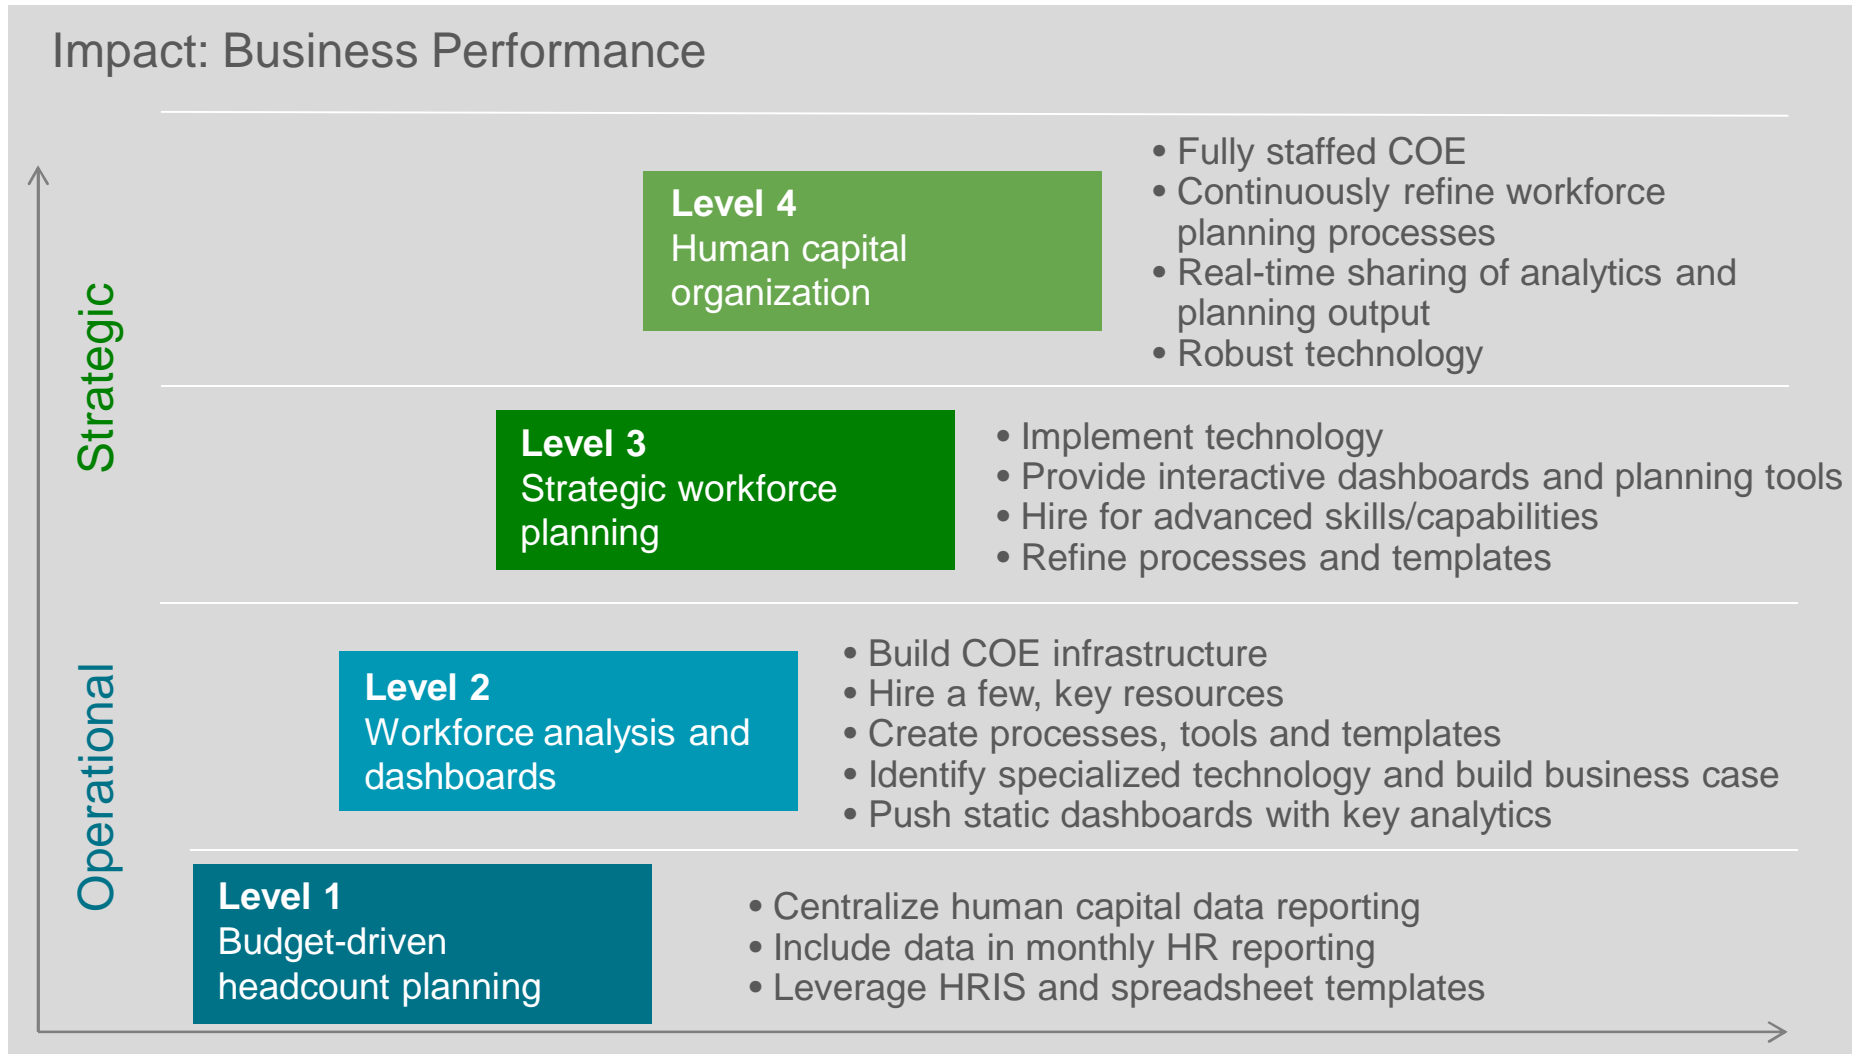 Impact: Business Performance
Strategic
Level 4
Human capital
organization
• Fully staffed COE
• Continuously refine workforce
planning processes
• Real-time sharing of analytics and
planning output
• Robust technology
Level 3
Strategic workforce
planning
• Implement technology
• Provide interactive dashboards and planning tools
• Hire for advanced skills/capabilities
• Refine processes and templates
Operational
Level 2
Workforce analysis and
dashboards
• Build COE infrastructure
• Hire a few, key resources
• Create processes, tools and templates
• Identify specialized technology and build business case
• Push static dashboards with key analytics
Level 1
Budget-driven
headcount planning
• Centralize human capital data reporting
• Include data in monthly HR reporting
• Leverage HRIS and spreadsheet templates